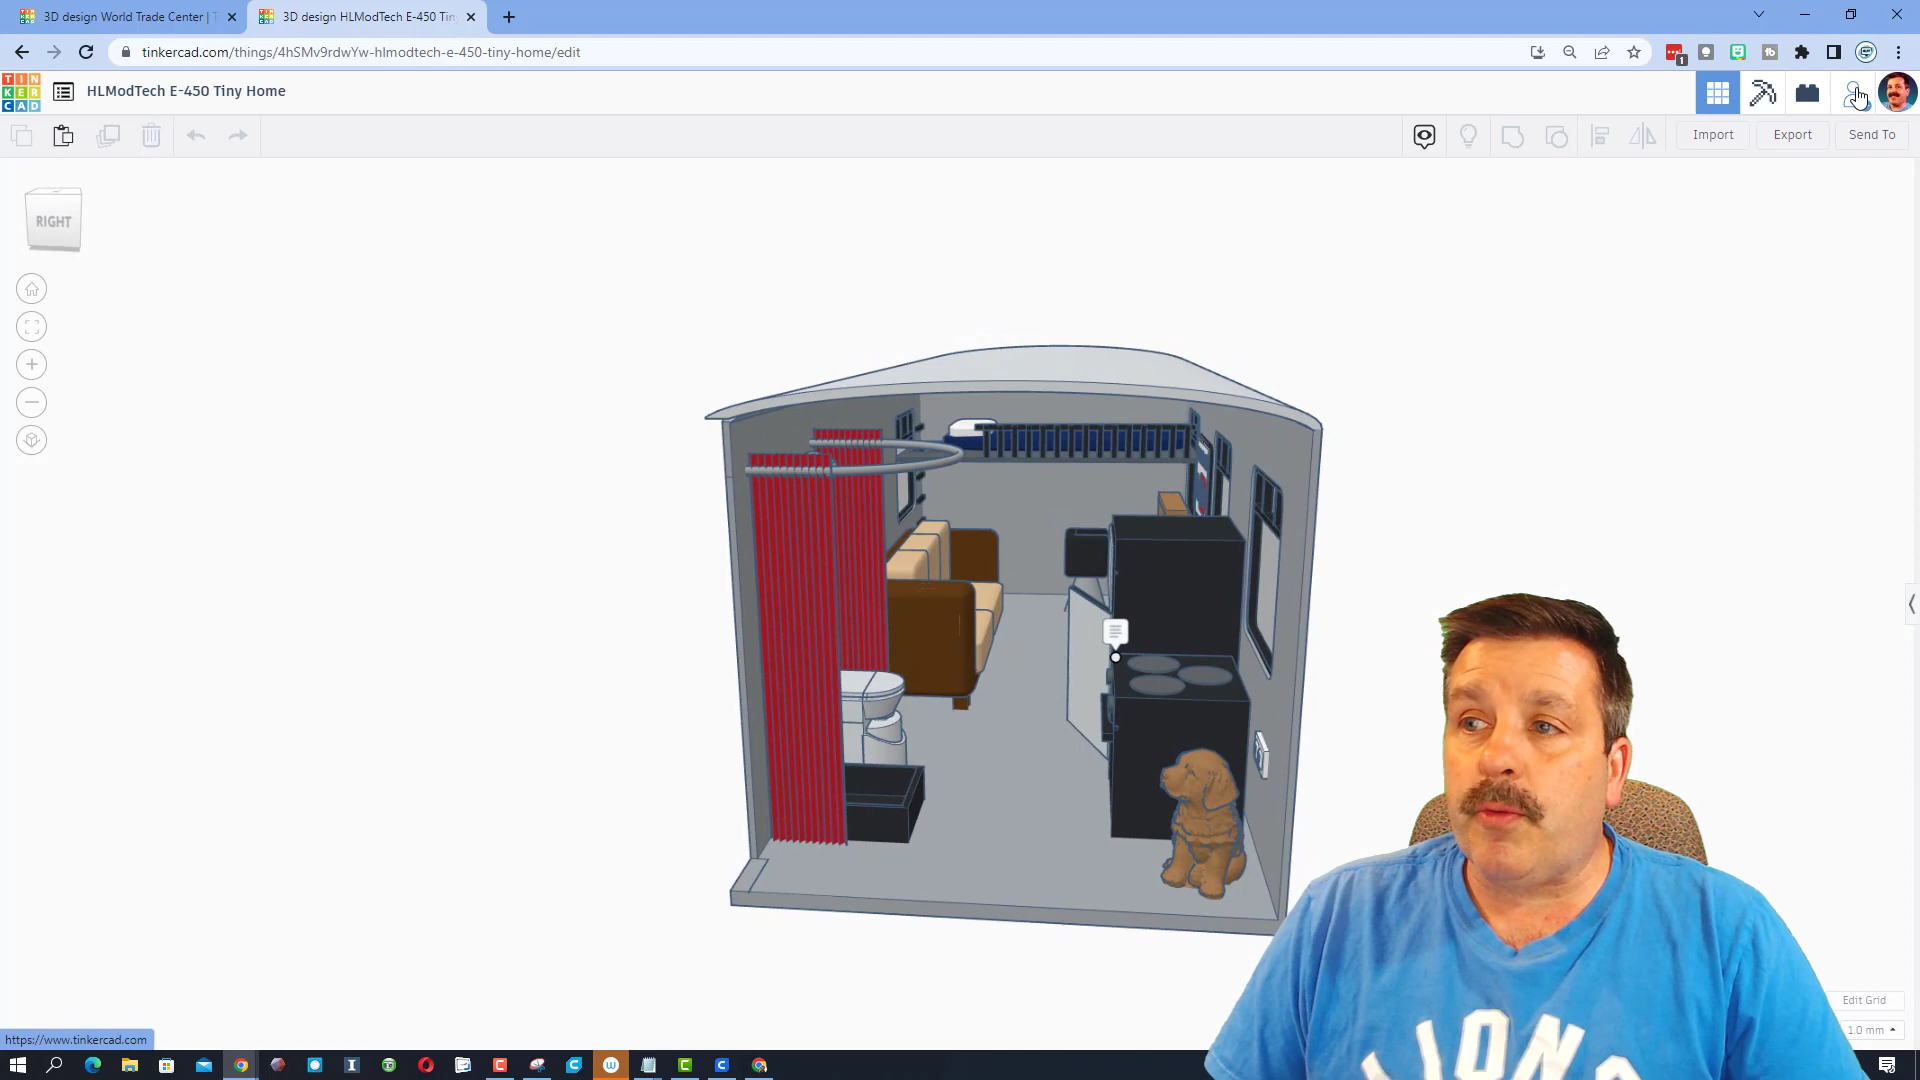 3D design World Trade Center | T
3D design HLModTech E-450 Tin
tinkercad.com/things/4hSMv9rdwYw-hlmodtech-e-450-tiny-home/edit
1
TIN
KER
CAD
HLModTech E-450 Tiny Home
Import
Export
Send To
RIGHT
Edit Grid
1.0 mm
https://www.tinkercad.com
LIONS